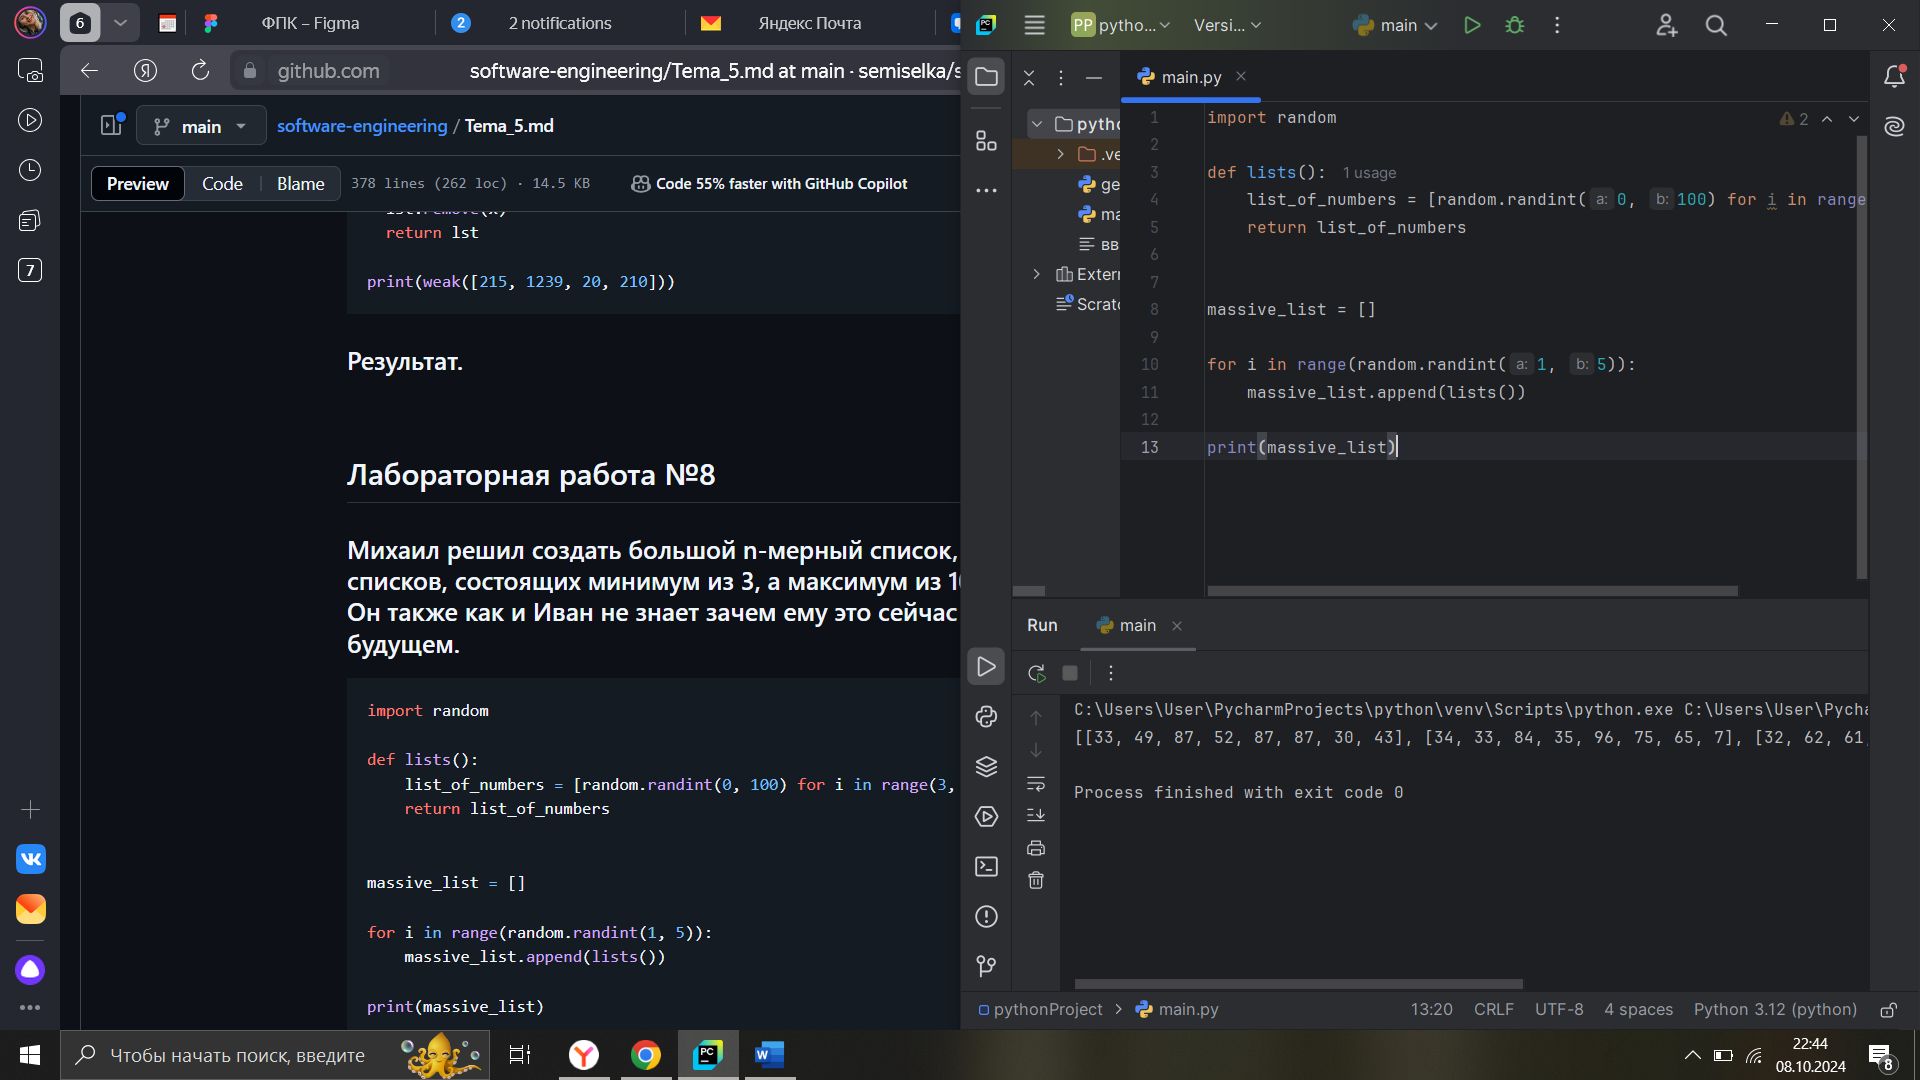 6
ФПК – Figma
2
2 notifications
Яндекс Почта
github.com
software-engineering/Tema_5.md at main · semiselka/s
7
main
software-engineering / Tema_5.md
Preview
Code
Blame
378 lines (262 loc) · 14.5 KB
Code 55% faster with GitHub Copilot
lst.remove(x)
return lst
print(weak([215, 1239, 20, 210]))
Результат.
Лабораторная работа №8
Михаил решил создать большой n-мерный список,
списков, состоящих минимум из 3, а максимум из 1
Он также как и Иван не знает зачем ему это сейчас
будущем.
import random
def lists():
list_of_numbers = [random.randint(0, 100) for i in range(3,
return list_of_numbers
massive_list = []
for i in range(random.randint(1, 5)):
massive_list.append(lists())
print(massive_list)
PC
PP pytho...
Versi...
main
main.py
pytho
.ve
ge
ma
вв
Exter
Scrat
1 import random
2
3 def lists(): 1 usage
4 list_of_numbers = [random.randint( a: 0, b: 100) for i in range
5 return list_of_numbers
6
7
8 massive_list = []
9
10 for i in range(random.randint( a: 1, b: 5)):
11 massive_list.append(lists())
12
13 print(massive_list)
2
Run
main
C:\Users\User\PycharmProjects\python\venv\Scripts\python.exe C:\Users\User\Pycha
[[33, 49, 87, 52, 87, 87, 30, 43], [34, 33, 84, 35, 96, 75, 65, 7], [32, 62, 61,
Process finished with exit code 0
pythonProject > main.py
13:20
CRLF
UTF-8
4 spaces
Python 3.12 (python)
Чтобы начать поиск, введите
PC
W
22:44
08.10.2024
8